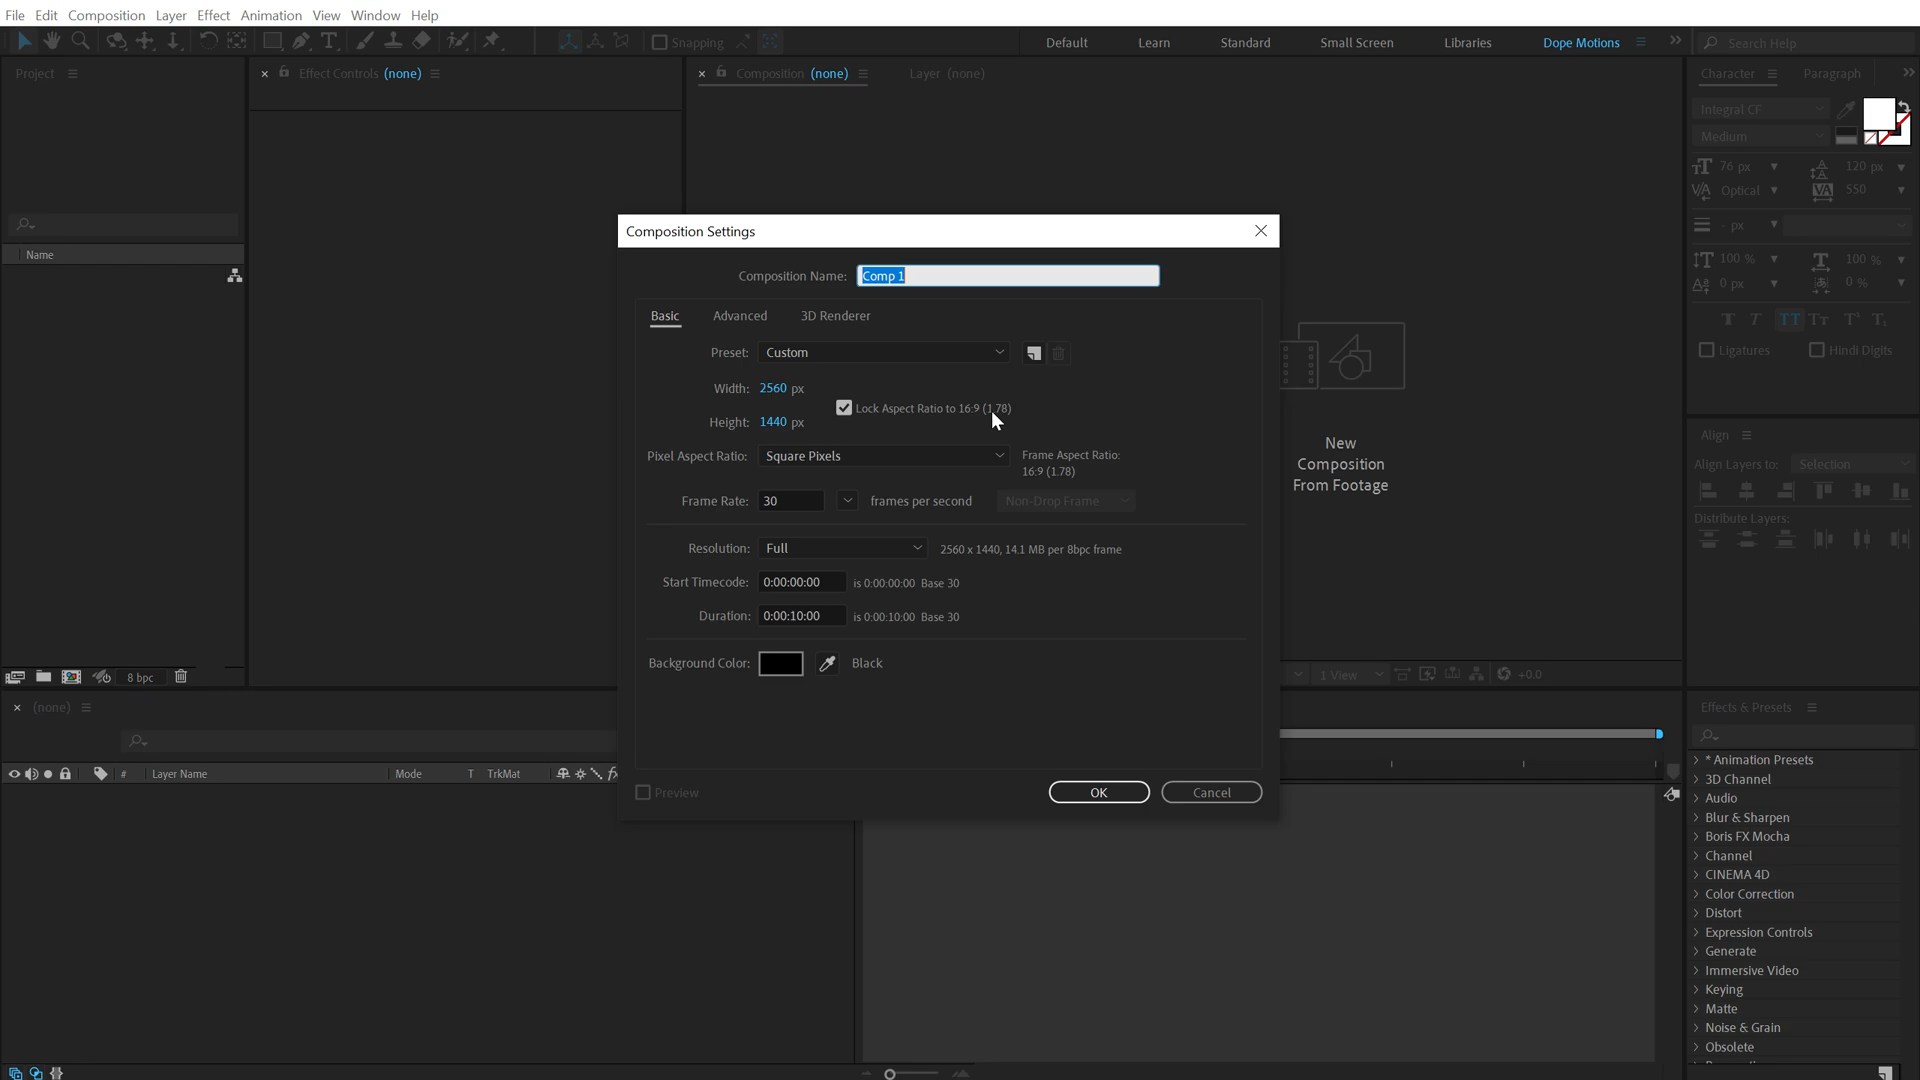 File Edit Composition Layer Effect Animation View Window Help
Snapping
Default Learn Standard Small Screen Libraries Dope Motions Search Help
Project
Effect Controls (none)
Composition (none)
Layer (none)
Character Paragraph
Integral CF
Medium
76 px 120 px
Optical 550
- px
100 % 100 %
0 px 0 %
Ligatures Hindi Digits
Name
Composition Settings
Composition Name: Comp 1
Basic Advanced 3D Renderer
Preset: Custom
Width: 2560 px
Lock Aspect Ratio to 16:9 (1.78)
Height: 1440 px
Pixel Aspect Ratio: Square Pixels
Frame Aspect Ratio:
16:9 (1.78)
Frame Rate: 30 frames per second Non-Drop Frame
Resolution: Full 2560 x 1440, 14.1 MB per 8bpc frame
Start Timecode: 0:00:00:00 is 0:00:00:00 Base 30
Duration: 0:00:10:00 is 0:00:10:00 Base 30
Background Color: Black
Preview OK Cancel
New
Composition
From Footage
Align
Align Layers to: Selection
Distribute Layers:
8 bpc
1 View +0.0
(none)
# Layer Name Mode T TrkMat
Effects & Presets
* Animation Presets
3D Channel
Audio
Blur & Sharpen
Boris FX Mocha
Channel
CINEMA 4D
Color Correction
Distort
Expression Controls
Generate
Immersive Video
Keying
Matte
Noise & Grain
Obsolete